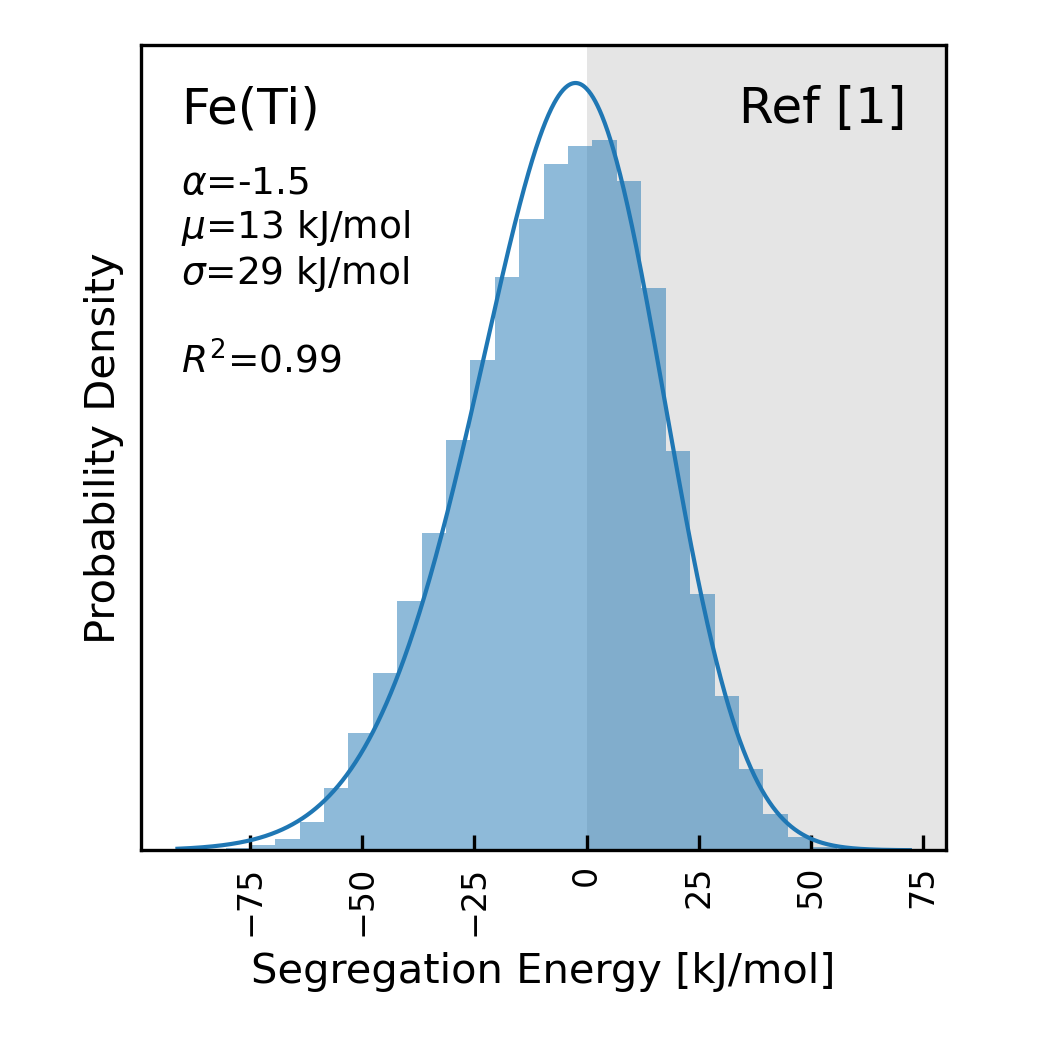 Fe(Ti)
Ref [1]
α=-1.5
μ=13 kJ/mol
σ=29 kJ/mol
R²=0.99
Probability Density
−75 −50 −25 0 25 50 75
Segregation Energy [kJ/mol]